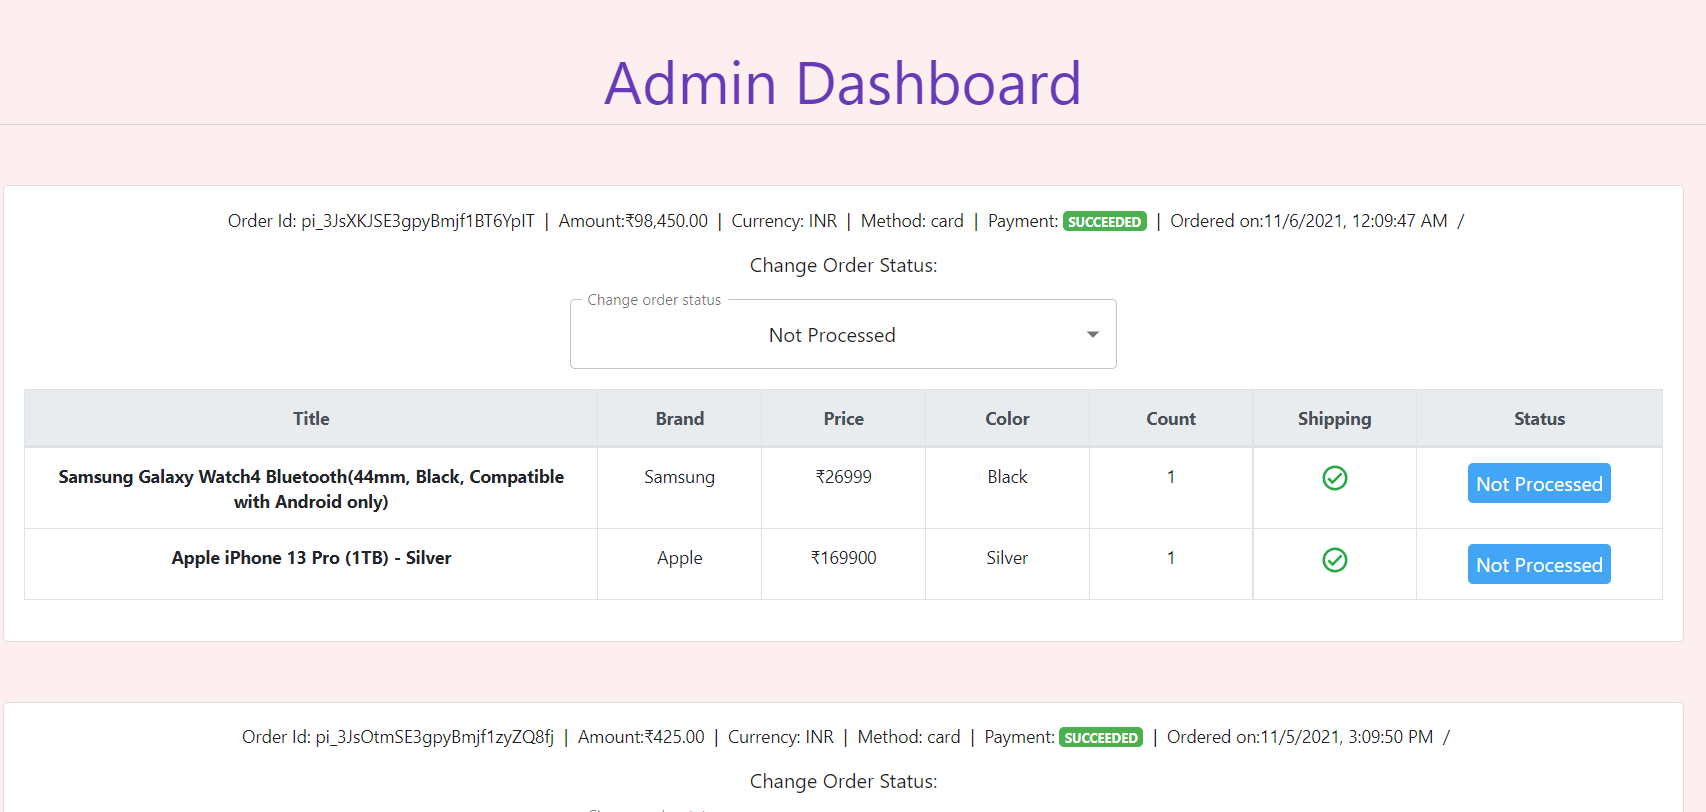 Admin Dashboard
Order Id: pi_3JsXKJSE3gpyBmjf1BT6YpIT | Amount:₹98,450.00 | Currency: INR | Method: card | Payment: SUCCEEDED | Ordered on:11/6/2021, 12:09:47 AM /
Change Order Status:
Change order status
Not Processed
Title Brand Price Color Count Shipping Status
Samsung Galaxy Watch4 Bluetooth(44mm, Black, Compatible with Android only) Samsung ₹26999 Black 1 Not Processed
Apple iPhone 13 Pro (1TB) - Silver Apple ₹169900 Silver 1 Not Processed
Order Id: pi_3JsOtmSE3gpyBmjf1zyZQ8fj | Amount:₹425.00 | Currency: INR | Method: card | Payment: SUCCEEDED | Ordered on:11/5/2021, 3:09:50 PM /
Change Order Status: